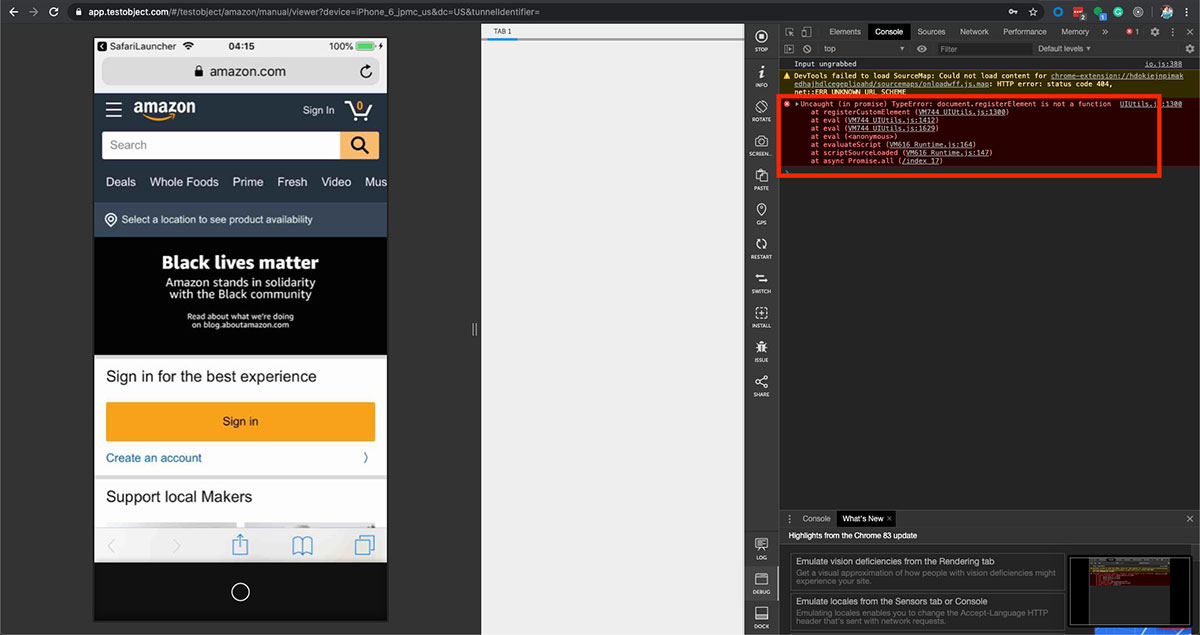 app.testobject.com/#/testobject/amazon/manual/viewer?device=iPhone_6_jpmc_us&dc=US&tunnelIdentifier=
SafariLauncher 04:15 100%
amazon.com
amazon Sign In 0
Search
Deals Whole Foods Prime Fresh Video Mus
Select a location to see product availability
Black lives matter
Amazon stands in solidarity
with the Black community
Read about what we're doing
on blog.aboutamazon.com
Sign in for the best experience
Sign in
Create an account
Support local Makers
TAB 1
STOP
INFO
ROTATE
SCREEN..
PASTE
GPS
RESTART
SWITCH
INSTALL
ISSUE
SHARE
LOG
DEBUG
DOCK
Elements Console Sources Network Performance Memory » 1
top Filter Default levels
Input ungrabbed io.js:388
DevTools failed to load SourceMap: Could not load content for chrome-extension://hdokiejnpimak
edhajhdlcegeplioahd/sourcemaps/onloadwff.js.map: HTTP error: status code 404,
net::ERR_UNKNOWN_URL_SCHEME
Uncaught (in promise) TypeError: document.registerElement is not a function
at registerCustomElement (VM744 UIUtils.js:1300)
at eval (VM744 UIUtils.js:1412)
at eval (VM744 UIUtils.js:1629)
at eval (<anonymous>)
at evaluateScript (VM616 Runtime.js:164)
at scriptSourceLoaded (VM616 Runtime.js:147)
at async Promise.all (/index 17)
Console What's New
Highlights from the Chrome 83 update
Emulate vision deficiencies from the Rendering tab
Get a visual approximation of how people with vision deficiencies might
experience your site.
Emulate locales from the Sensors tab or Console
Emulating locales enables you to change the Accept-Language HTTP
header that's sent with network requests.